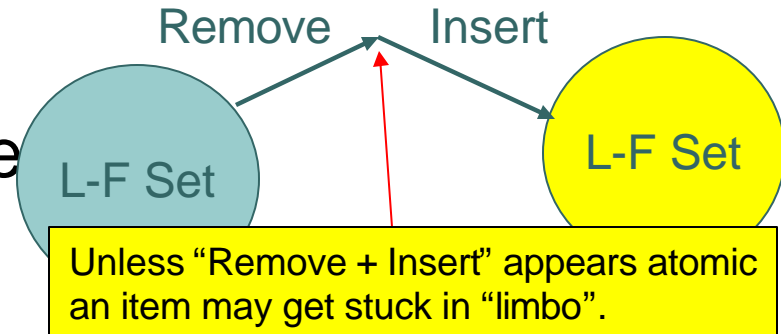 Remove Insert
e
L-F Set L-F Set
Unless “Remove + Insert” appears atomic
an item may get stuck in “limbo”.